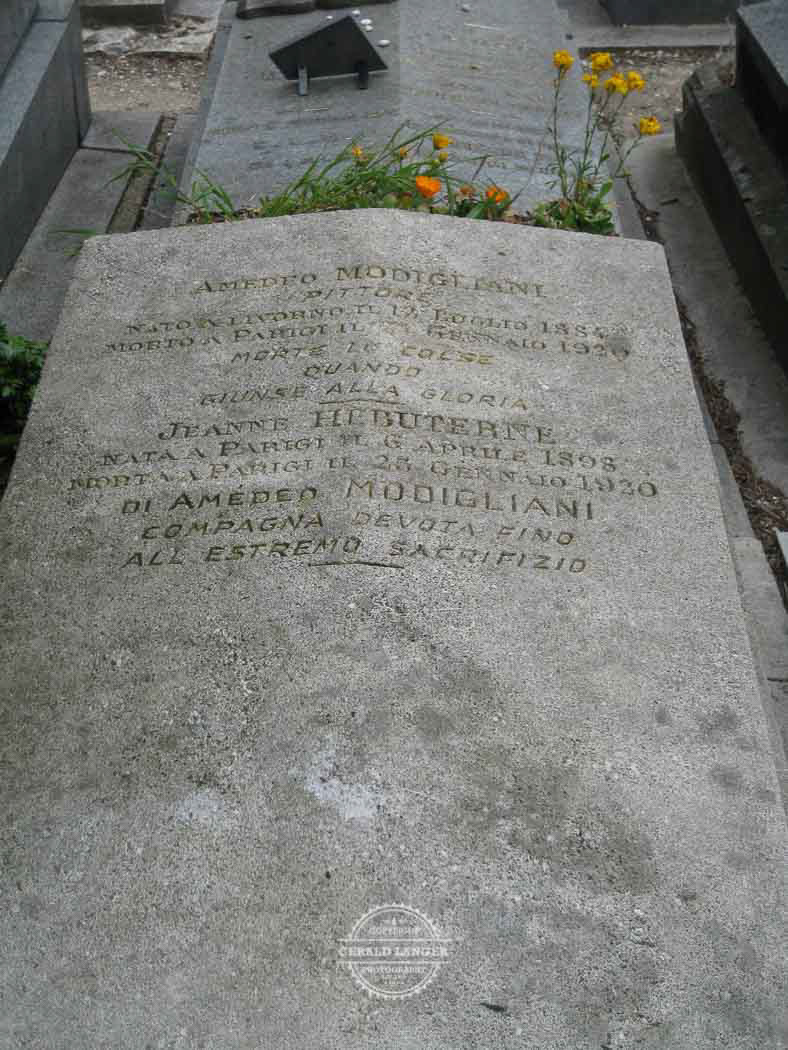 AMEDEO MODIGLIANI
PITTORE
NATO A LIVORNO IL 12 LUGLIO 1884
MORTO A PARIGI IL 24 GENNAIO 1920
MORTE LO COLSE
QUANDO
GIUNSE ALLA GLORIA
JEANNE HEBUTERNE
NATA A PARIGI IL 6 APRILE 1898
MORTA A PARIGI IL 25 GENNAIO 1920
DI AMEDEO MODIGLIANI
COMPAGNA DEVOTA FINO
ALL ESTREMO SACRIFIZIO
COPYRIGHT
GERALD LANGER
PHOTOGRAPHY